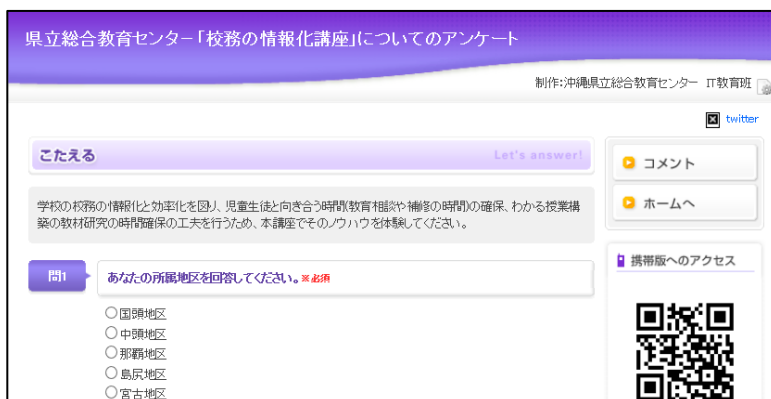 県立総合教育センター「校務の情報化講座」についてのアンケート
制作:沖縄県立総合教育センター IT教育班
twitter
こたえる
Let's answer!
学校の校務の情報化と効率化を図り、児童生徒と向き合う時間(教育相談や補修の時間)の確保、わかる授業構
築の教材研究の時間確保の工夫を行うため、本講座でそのノウハウを体験してください。
問1
あなたの所属地区を回答してください。※必須
国頭地区
中頭地区
那覇地区
島尻地区
宮古地区
コメント
ホームへ
携帯版へのアクセス